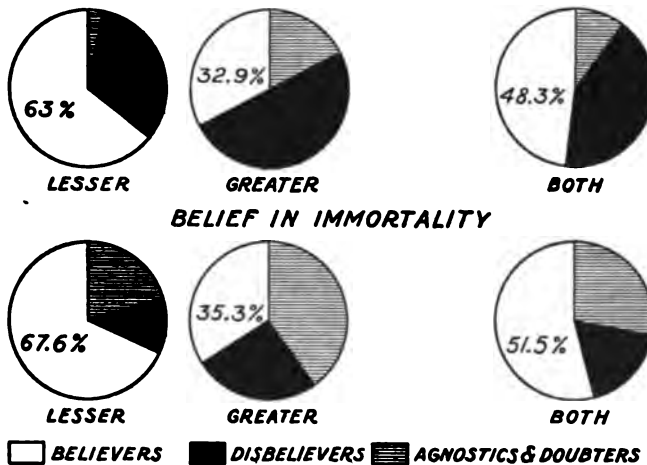 63% 32.9% 48.3%
LESSER GREATER BOTH
BELIEF IN IMMORTALITY
67.6% 35.3% 51.5%
LESSER GREATER BOTH
BELIEVERS DISBELIEVERS AGNOSTICS & DOUBTERS